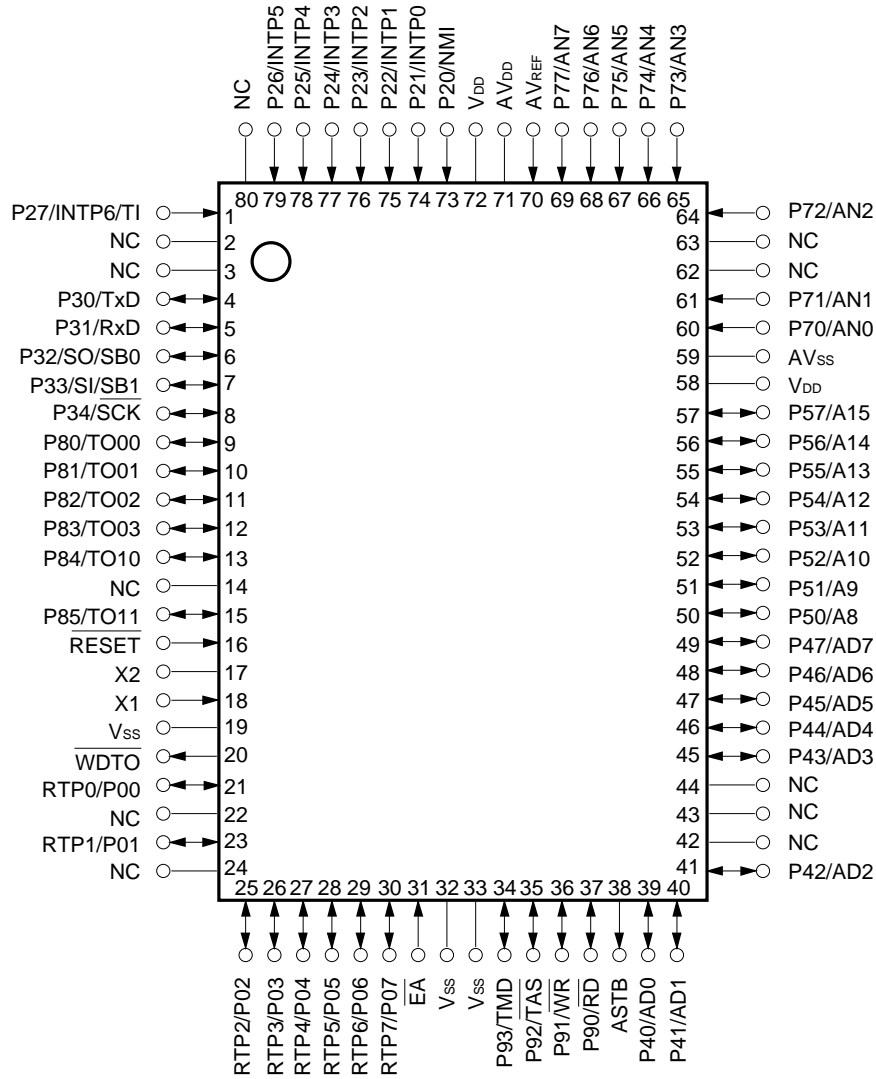 NC
P26/INTP5
P25/INTP4
P24/INTP3
P23/INTP2
P22/INTP1
P21/INTP0
P20/NMI
VDD
AVDD
AVREF
P77/AN7
P76/AN6
P75/AN5
P74/AN4
P73/AN3
80 79 78 77 76 75 74 73 72 71 70 69 68 67 66 65
P27/INTP6/TI 1
NC 2
NC 3
P30/TxD 4
P31/RxD 5
P32/SO/SB0 6
P33/SI/SB1 7
P34/SCK 8
P80/TO00 9
P81/TO01 10
P82/TO02 11
P83/TO03 12
P84/TO10 13
NC 14
P85/TO11 15
RESET 16
X2 17
X1 18
VSS 19
WDTO 20
RTP0/P00 21
NC 22
RTP1/P01 23
NC 24
64 P72/AN2
63 NC
62 NC
61 P71/AN1
60 P70/AN0
59 AVSS
58 VDD
57 P57/A15
56 P56/A14
55 P55/A13
54 P54/A12
53 P53/A11
52 P52/A10
51 P51/A9
50 P50/A8
49 P47/AD7
48 P46/AD6
47 P45/AD5
46 P44/AD4
45 P43/AD3
44 NC
43 NC
42 NC
41 P42/AD2
25 26 27 28 29 30 31 32 33 34 35 36 37 38 39 40
RTP2/P02
RTP3/P03
RTP4/P04
RTP5/P05
RTP6/P06
RTP7/P07
EA
VSS
VSS
P93/TMD
P92/TAS
P91/WR
P90/RD
ASTB
P40/AD0
P41/AD1